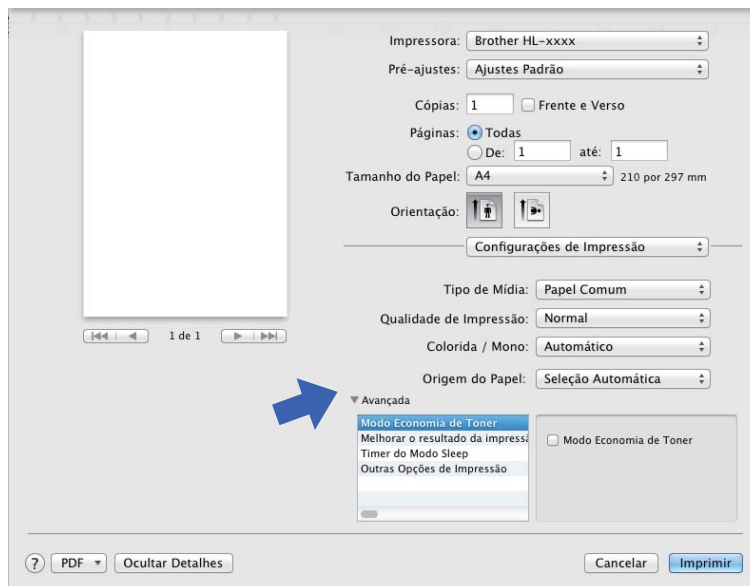 Impressora: Brother HL-xxxx
Pré-ajustes: Ajustes Padrão
Cópias: 1 Frente e Verso
Páginas: Todas
De: 1 até: 1
Tamanho do Papel: A4 210 por 297 mm
Orientação:
Configurações de Impressão
Tipo de Mídia: Papel Comum
Qualidade de Impressão: Normal
1 de 1
Colorida / Mono: Automático
Origem do Papel: Seleção Automática
Avançada
Modo Economia de Toner
Melhorar o resultado da impress
Timer do Modo Sleep
Outras Opções de Impressão
Modo Economia de Toner
? PDF Ocultar Detalhes Cancelar Imprimir